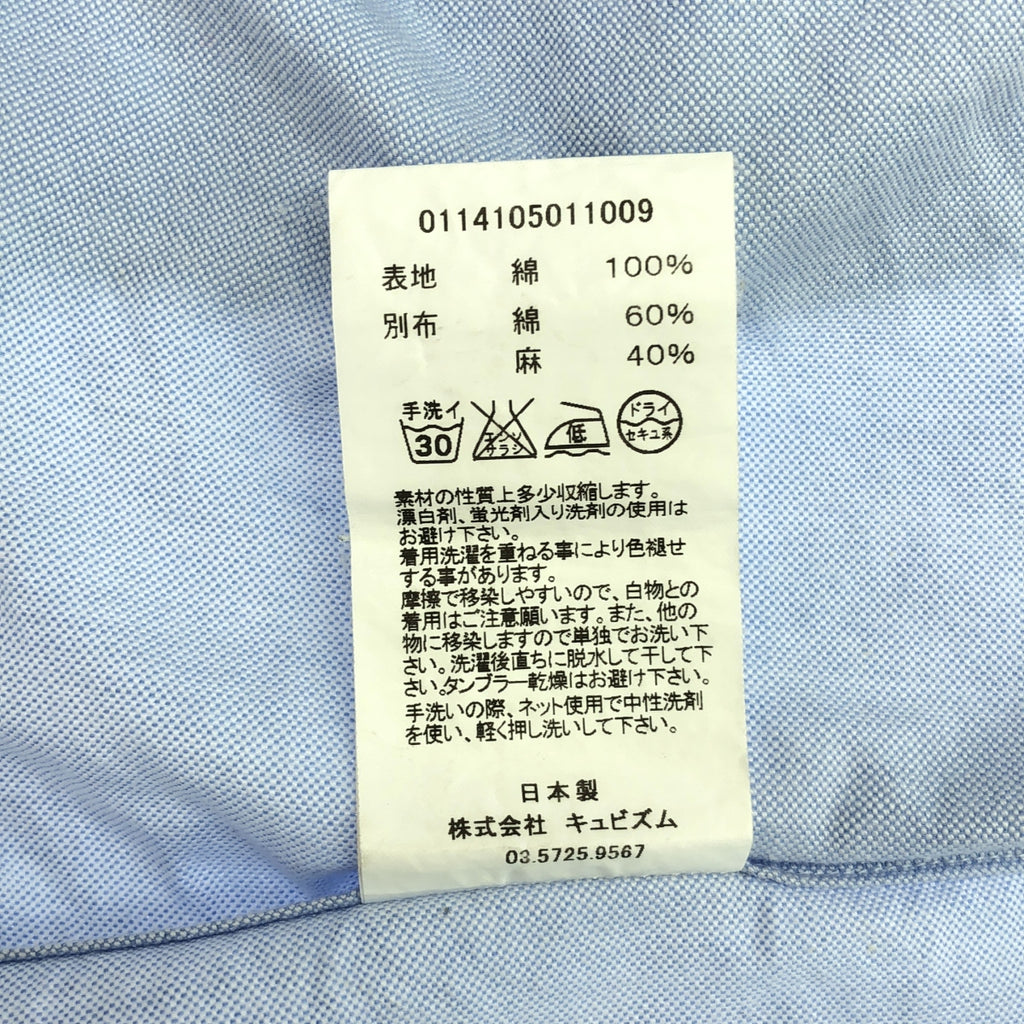 0114105011009
表地 綿 100%
別布 綿 60%
麻 40%
手洗イ
30
エンソ
サラシ
低
ドライ
セキユ系
素材の性質上多少収縮します。
漂白剤、蛍光剤入り洗剤の使用は
お避け下さい。
着用洗濯を重ねる事により色褪せ
する事があります。
摩擦で移染しやすいので、白物との
着用はご注意願います。また、他の
物に移染しますので単独でお洗い下
さい。洗濯後直ちに脱水して干して下
さい。タンブラー乾燥はお避け下さい。
手洗いの際、ネット使用で中性洗剤
を使い、軽く押し洗いして下さい。
日本製
株式会社 キュビズム
03.5725.9567